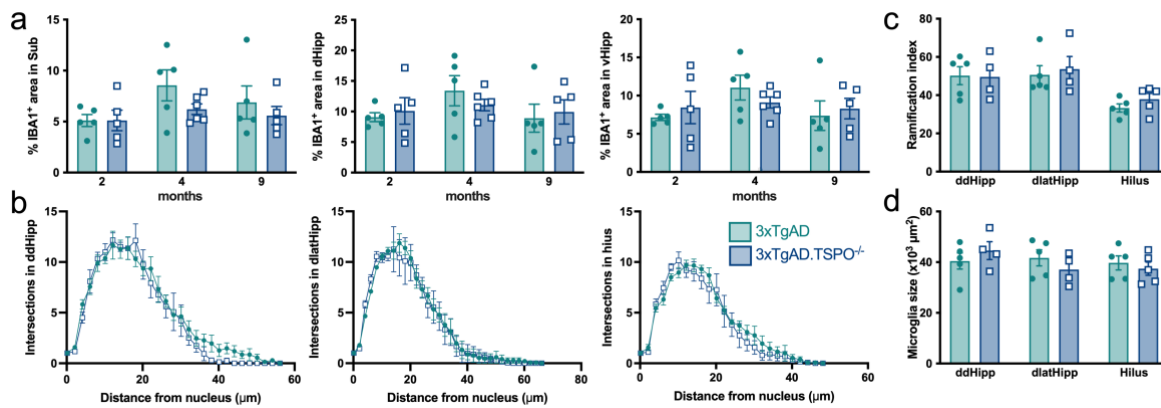 a
% IBA1⁺ area in Sub
15
10
5
0
2 4 9
months
% IBA1⁺ area in dHipp
25
20
15
10
5
0
2 4 9
months
% IBA1⁺ area in vHipp
20
15
10
5
0
2 4 9
months
b
Intersections in ddHipp
15
10
5
0
0 20 40 60
Distance from nucleus (µm)
Intersections in dlatHipp
15
10
5
0
0 20 40 60 80
Distance from nucleus (µm)
Intersections in hius
15
10
5
0
0 20 40 60
Distance from nucleus (µm)
3xTgAD
3xTgAD.TSPO⁻/⁻
c
Ramification index
80
60
40
20
0
ddHipp dlatHipp Hilus
d
Microglia size (x10³ µm²)
60
40
20
0
ddHipp dlatHipp Hilus